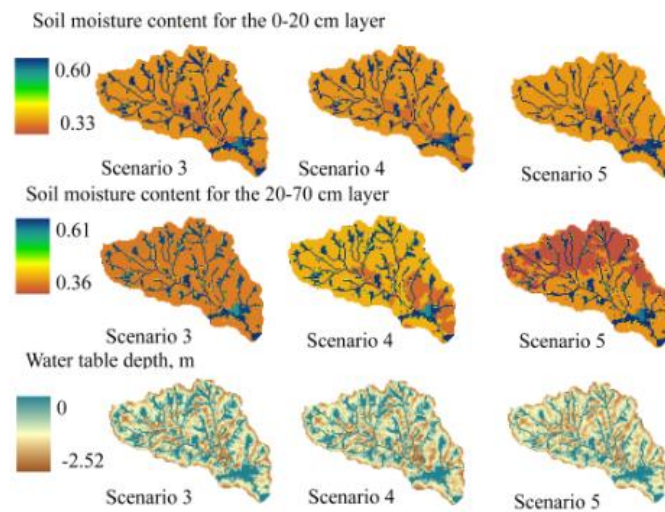 Soil moisture content for the 0-20 cm layer
0.60
0.33
Scenario 3
Scenario 4
Scenario 5
Soil moisture content for the 20-70 cm layer
0.61
0.36
Scenario 3
Scenario 4
Scenario 5
Water table depth, m
0
-2.52
Scenario 3
Scenario 4
Scenario 5